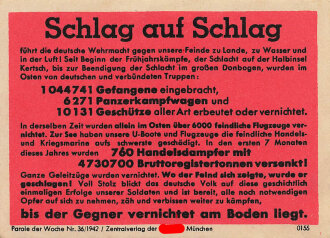 Schlag auf Schlag
führt die deutsche Wehrmacht gegen unsere Feinde zu Lande, zu Wasser und
in der Luft! Seit Beginn der Frühjahrskämpfe, der Schlacht auf der Halbinsel
Kertsch, bis zur Beendigung der Schlacht im großen Donbogen, wurden im
Osten von deutschen und verbündeten Truppen:
1044741 Gefangene eingebracht,
6271 Panzerkampfwagen und
10131 Geschütze aller Art erbeutet oder vernichtet.
In derselben Zeit wurden allein im Osten über 6000 feindliche Flugzeuge ver-
nichtet. Zur See haben unsere U-Boote und Flugzeuge die feindliche Handels-
und Kriegsmarine aufs schwerste geschädigt. In den ersten 7 Monaten
dieses Jahres wurden 760 Handelsdampfer mit
4730700 Bruttoregistertonnen versenkt!
Ganze Geleitzüge wurden vernichtet. Wo der Feind sich zeigte, wurde er
geschlagen! Voll Stolz blickt das deutsche Volk auf diese geschichtlich
einmaligen Erfolge unserer Soldaten und ist bereit, alle noch notwendigen
Opfer auf sich zu nehmen, zäh und verbissen weiter zu kämpfen,
bis der Gegner vernichtet am Boden liegt.
Parole der Woche Nr. 36/1942 / Zentralverlag der München 0156